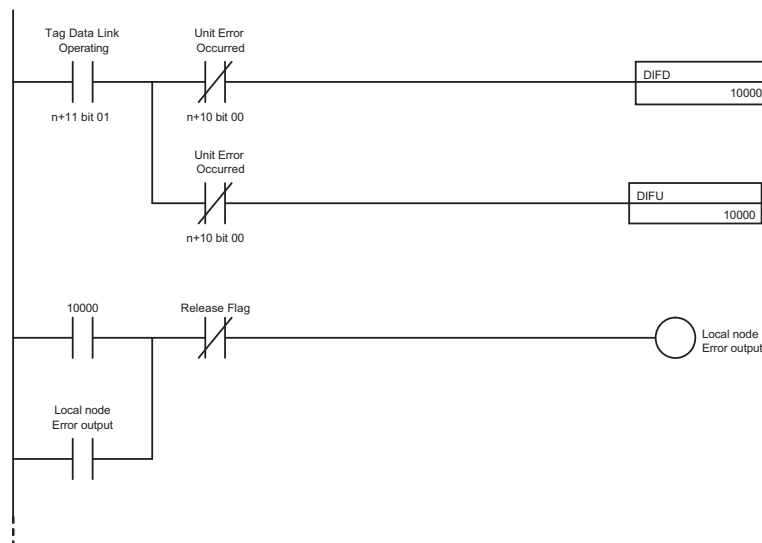 Tag Data Link
Operating
Unit Error
Occurred
DIFD
10000
n+11 bit 01
n+10 bit 00
Unit Error
Occurred
DIFU
10000
n+10 bit 00
10000
Release Flag
Local node
Error output
Local node
Error output